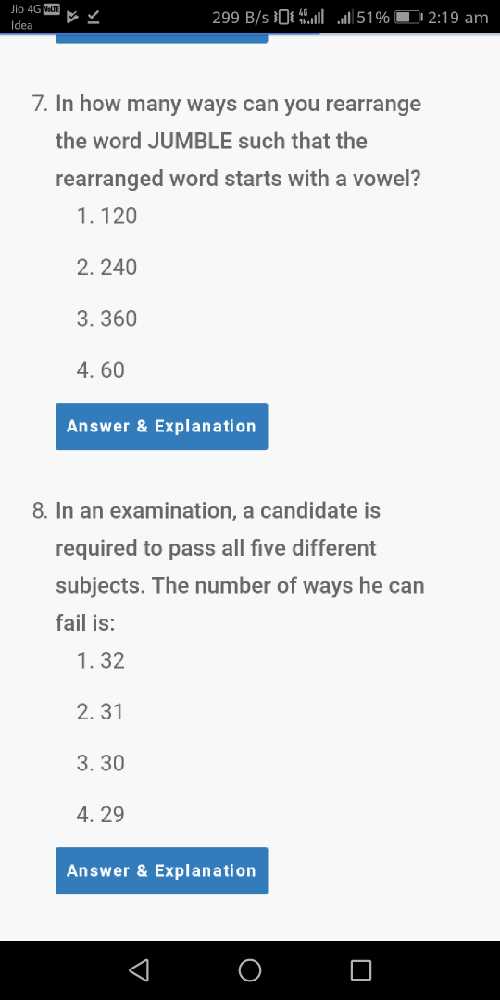 Jio 4G VoLTE
Idea
299 B/s 4G 51% 2:19 am
7. In how many ways can you rearrange
the word JUMBLE such that the
rearranged word starts with a vowel?
1. 120
2. 240
3. 360
4. 60
Answer & Explanation
8. In an examination, a candidate is
required to pass all five different
subjects. The number of ways he can
fail is:
1. 32
2. 31
3. 30
4. 29
Answer & Explanation